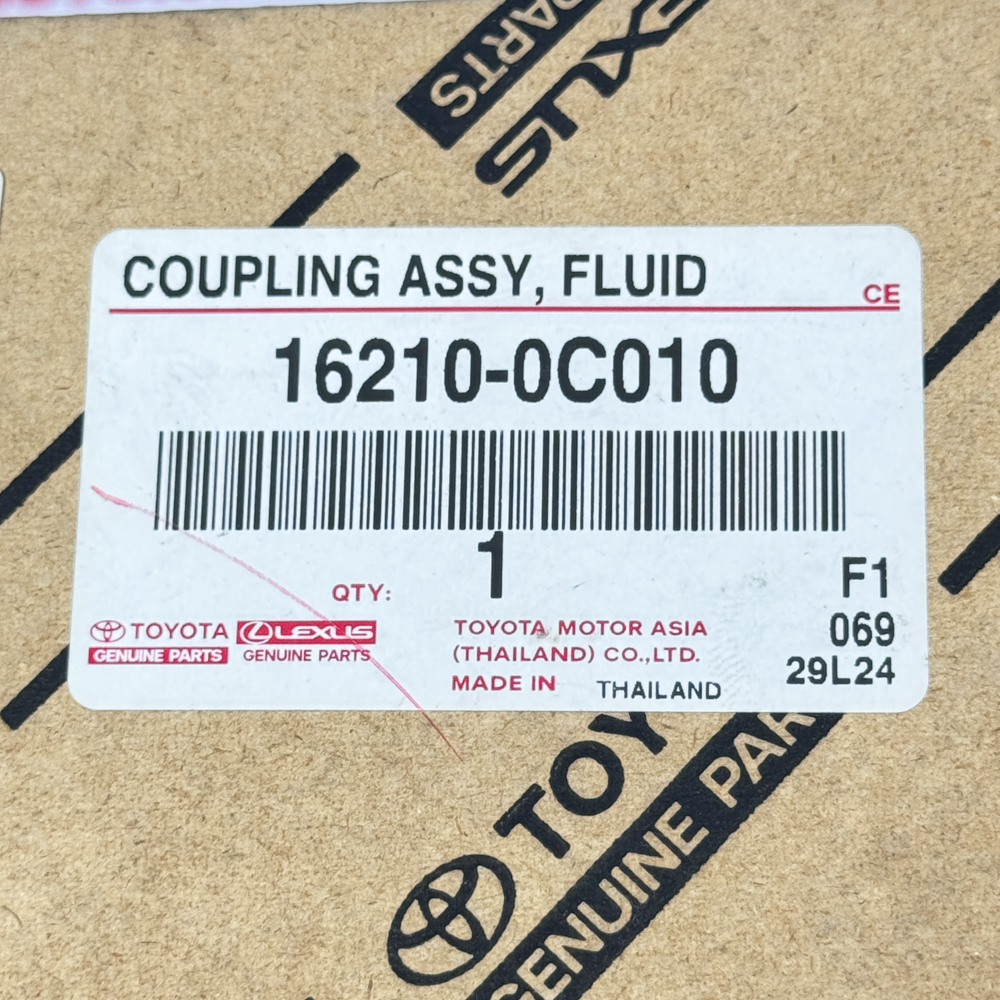 PARTS
LEXUS
COUPLING ASSY, FLUID
CE
16210-0C010
1
QTY:
F1
TOYOTA LEXUS
GENUINE PARTS GENUINE PARTS
TOYOTA MOTOR ASIA
(THAILAND) CO.,LTD.
MADE IN THAILAND
069
29L24
TOY
GENUINE PAR